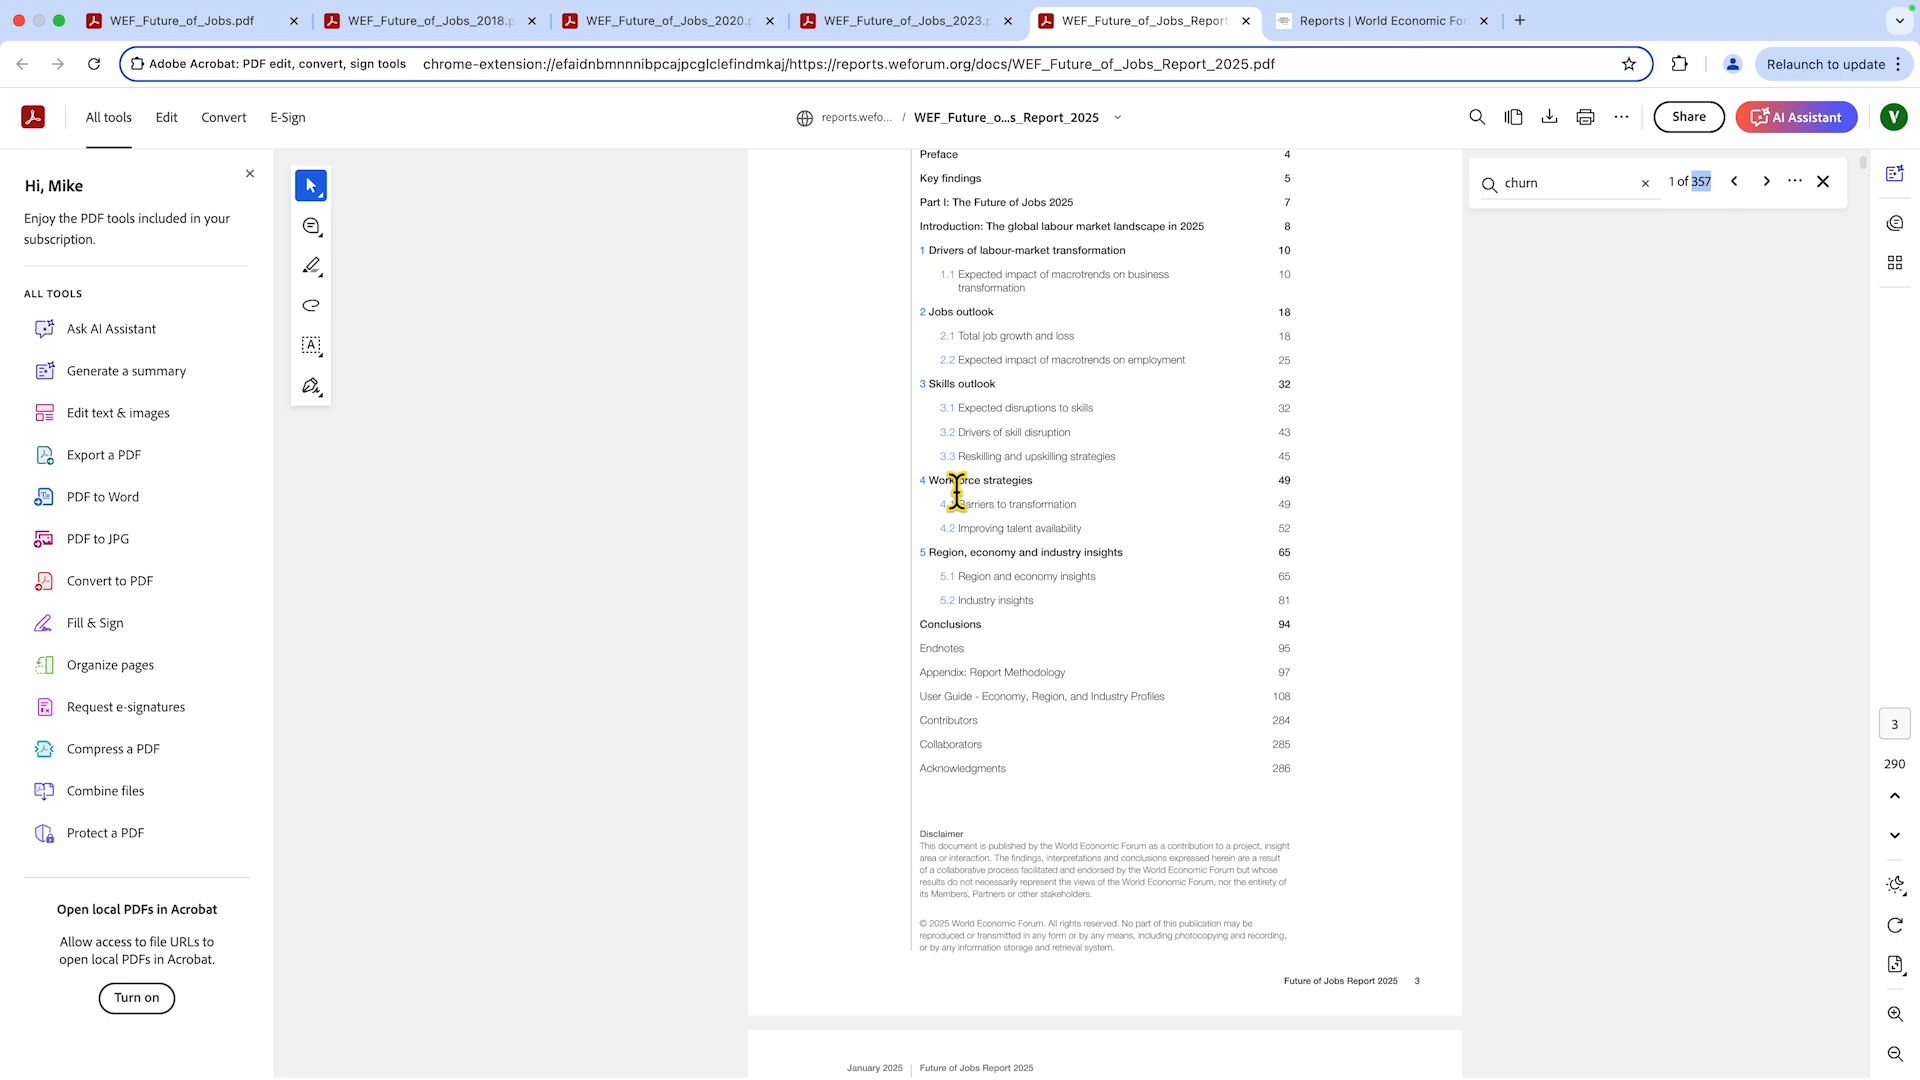 WEF_Future_of_Jobs.pdf
WEF_Future_of_Jobs_2018.p
WEF_Future_of_Jobs_2020.p
WEF_Future_of_Jobs_2023.p
WEF_Future_of_Jobs_Report
Reports | World Economic Fo
Adobe Acrobat: PDF edit, convert, sign tools
chrome-extension://efaidnbmnnnibpcajpcglclefindmkaj/https://reports.weforum.org/docs/WEF_Future_of_Jobs_Report_2025.pdf
Relaunch to update
All tools
Edit
Convert
E-Sign
reports.wefo... / WEF_Future_o...s_Report_2025
Share
AI Assistant
V
Hi, Mike
Enjoy the PDF tools included in your
subscription.
ALL TOOLS
Ask AI Assistant
Generate a summary
Edit text & images
Export a PDF
PDF to Word
PDF to JPG
Convert to PDF
Fill & Sign
Organize pages
Request e-signatures
Compress a PDF
Combine files
Protect a PDF
Open local PDFs in Acrobat
Allow access to file URLs to
open local PDFs in Acrobat.
Turn on
Preface 4
Key findings 5
Part I: The Future of Jobs 2025 7
Introduction: The global labour market landscape in 2025 8
1 Drivers of labour-market transformation 10
1.1 Expected impact of macrotrends on business 10
transformation
2 Jobs outlook 18
2.1 Total job growth and loss 18
2.2 Expected impact of macrotrends on employment 25
3 Skills outlook 32
3.1 Expected disruptions to skills 32
3.2 Drivers of skill disruption 43
3.3 Reskilling and upskilling strategies 45
4 Workforce strategies 49
4.1 Barriers to transformation 49
4.2 Improving talent availability 52
5 Region, economy and industry insights 65
5.1 Region and economy insights 65
5.2 Industry insights 81
Conclusions 94
Endnotes 95
Appendix: Report Methodology 97
User Guide - Economy, Region, and Industry Profiles 108
Contributors 284
Collaborators 285
Acknowledgments 286
Disclaimer
This document is published by the World Economic Forum as a contribution to a project, insight
area or interaction. The findings, interpretations and conclusions expressed herein are a result
of a collaborative process facilitated and endorsed by the World Economic Forum but whose
results do not necessarily represent the views of the World Economic Forum, nor the entirety of
its Members, Partners or other stakeholders.
© 2025 World Economic Forum. All rights reserved. No part of this publication may be
reproduced or transmitted in any form or by any means, including photocopying and recording,
or by any information storage and retrieval system.
Future of Jobs Report 2025 3
January 2025 Future of Jobs Report 2025
churn
1 of 357
3
290